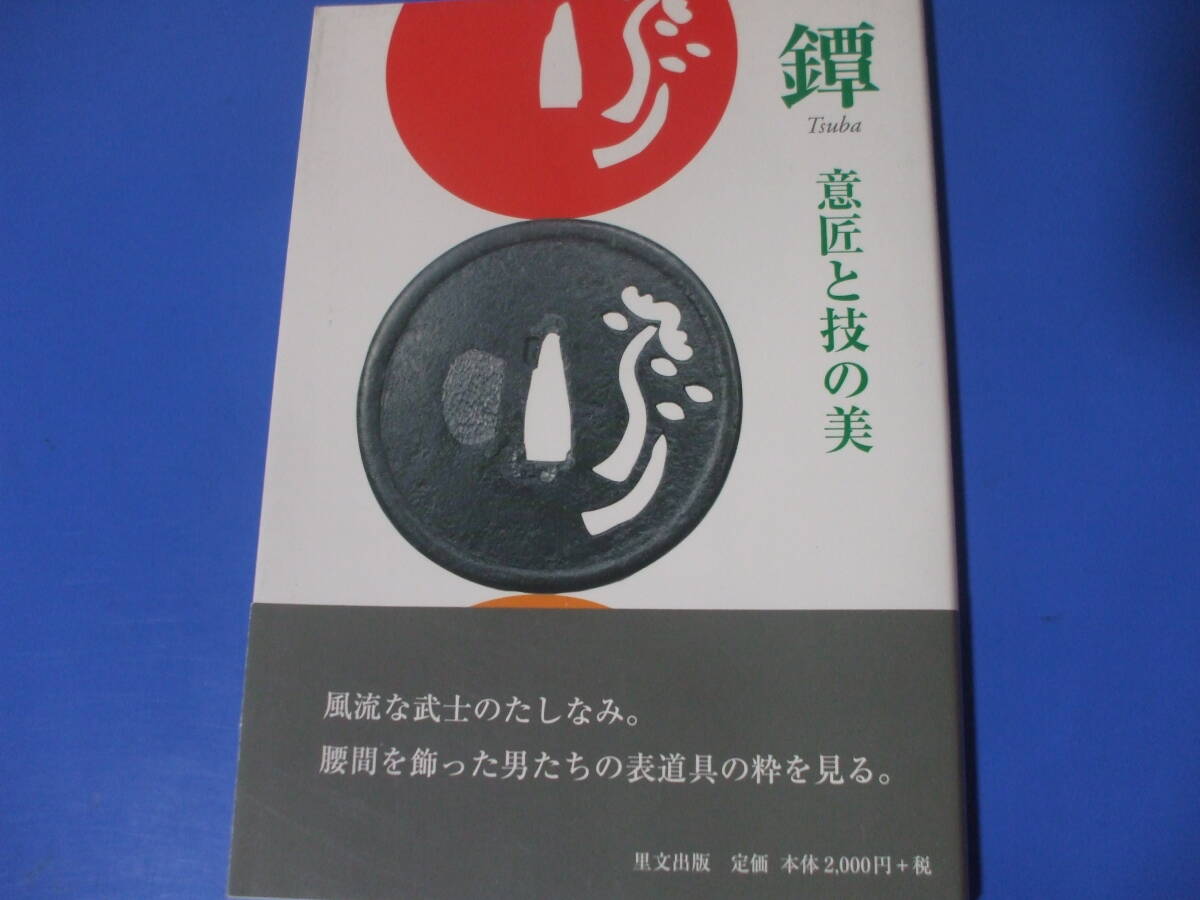 鐔
Tsuba
意匠と技の美
風流な武士のたしなみ。
腰間を飾った男たちの表道具の粋を見る。
里文出版 定価 本体2,000円+税